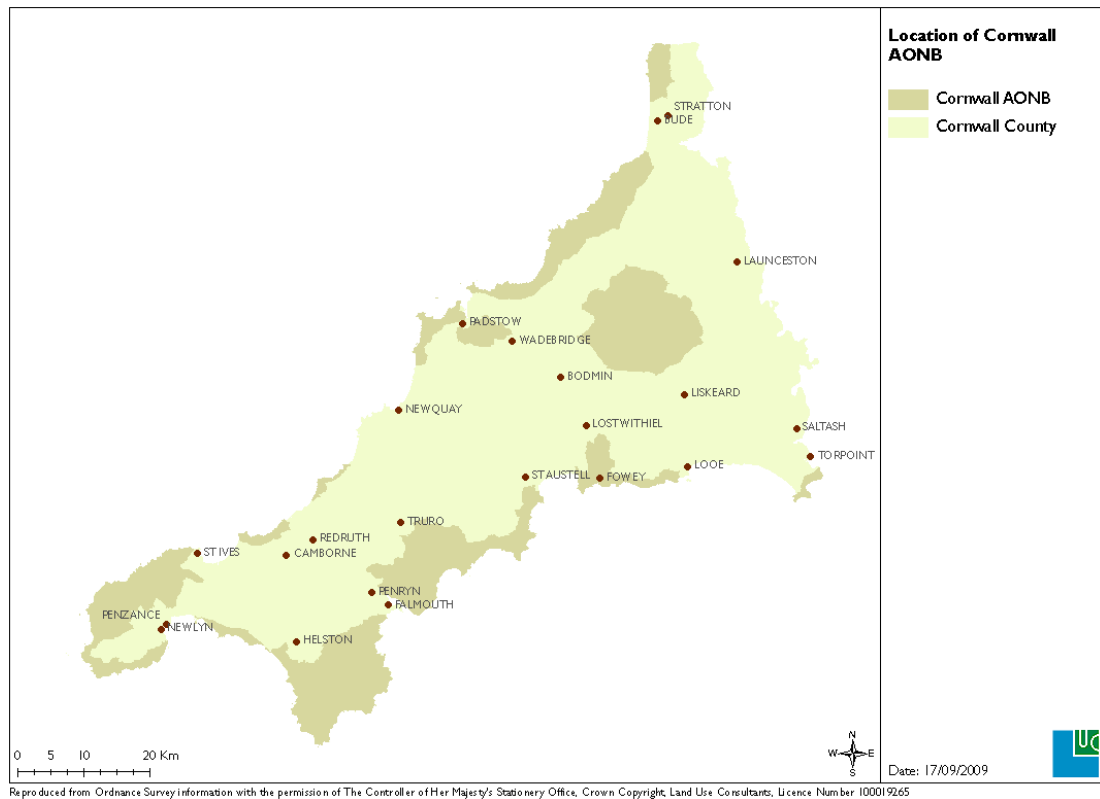 Location of Cornwall
AONB
Cornwall AONB
Cornwall County
STRATTON
BUDE
LAUNCESTON
PADSTOW
WADEBRIDGE
BODMIN
LISKEARD
NEWQUAY
LOSTWITHIEL
SALTASH
TORPOINT
LOOE
ST AUSTELL
FOWEY
TRURO
REDRUTH
ST IVES
CAMBORNE
PENRYN
FALMOUTH
PENZANCE
NEWLYN
HELSTON
0 5 10 20 Km
N
W E
S
Date: 17/09/2009
Reproduced from Ordnance Survey information with the permission of The Controller of Her Majesty's Stationery Office, Crown Copyright, Land Use Consultants, Licence Number 100019265